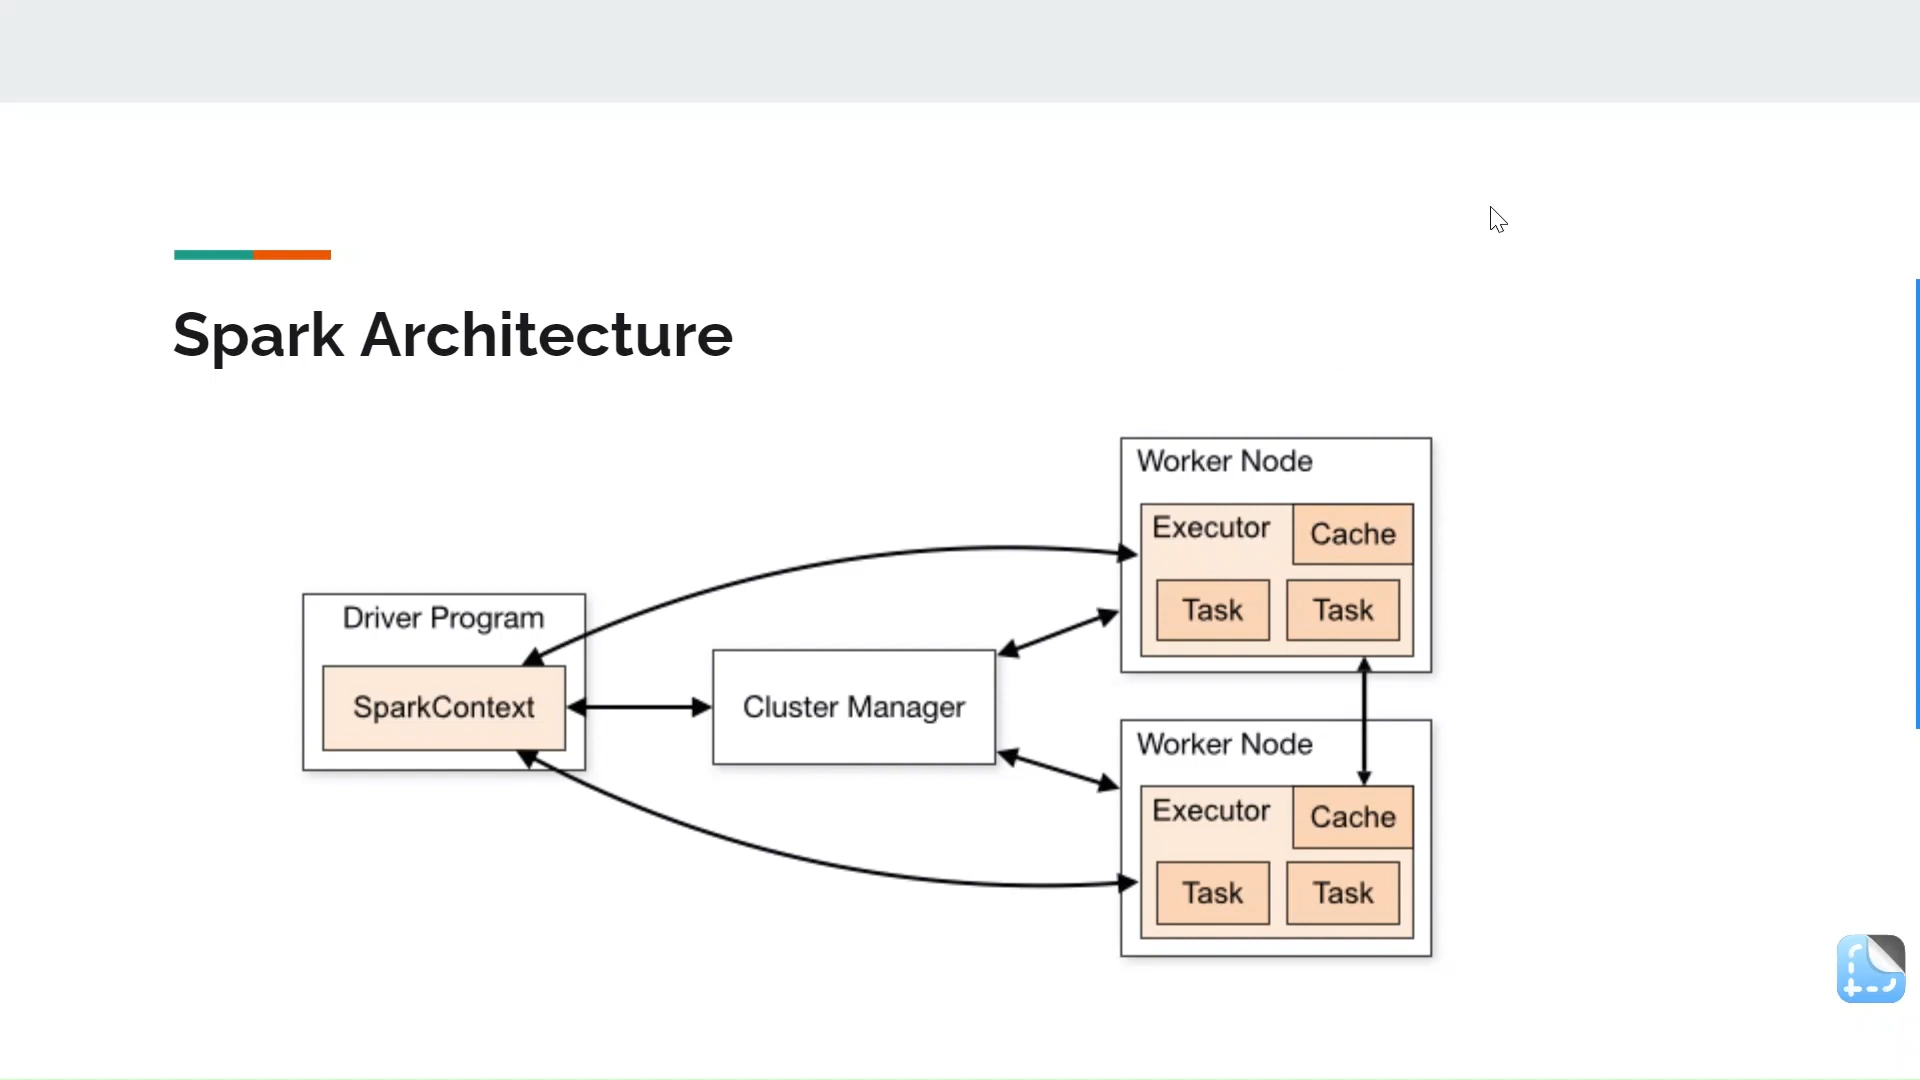 Spark Architecture
Driver Program
SparkContext
Cluster Manager
Worker Node
Executor
Cache
Task
Task
Worker Node
Executor
Cache
Task
Task